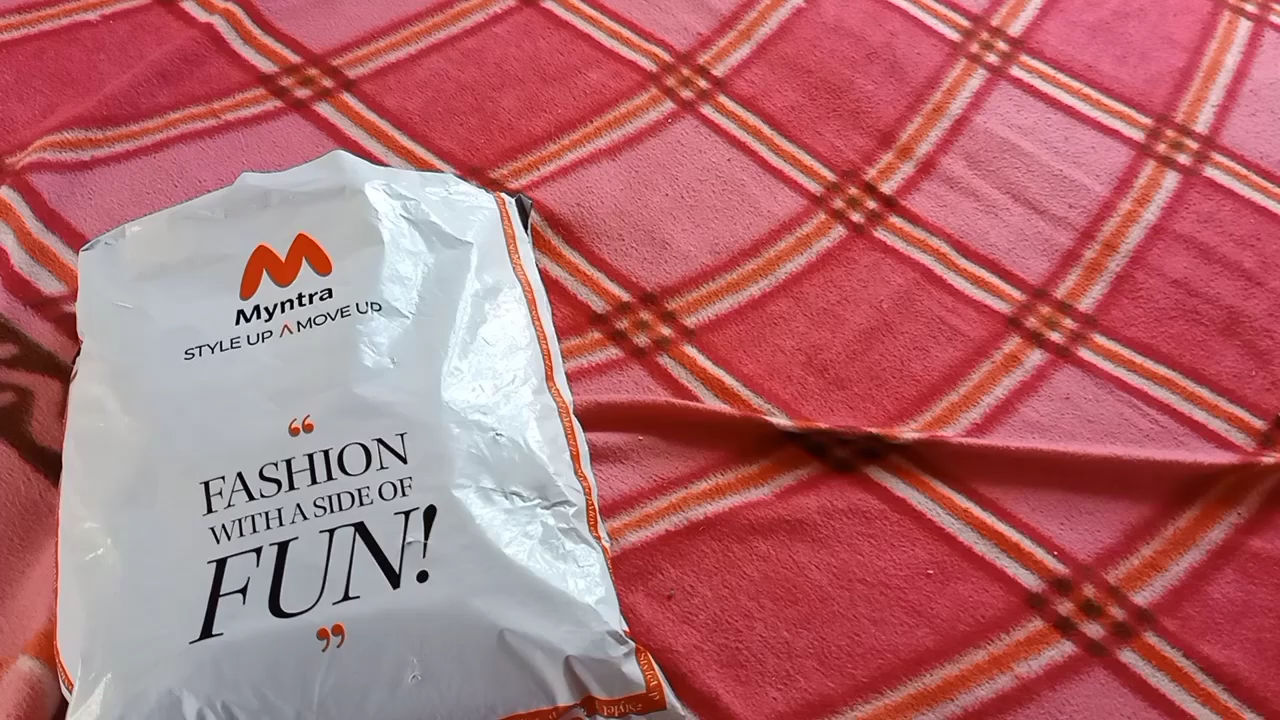 Myntra
STYLE UP Λ MOVE UP
“
FASHION
WITH A SIDE OF
FUN!
”